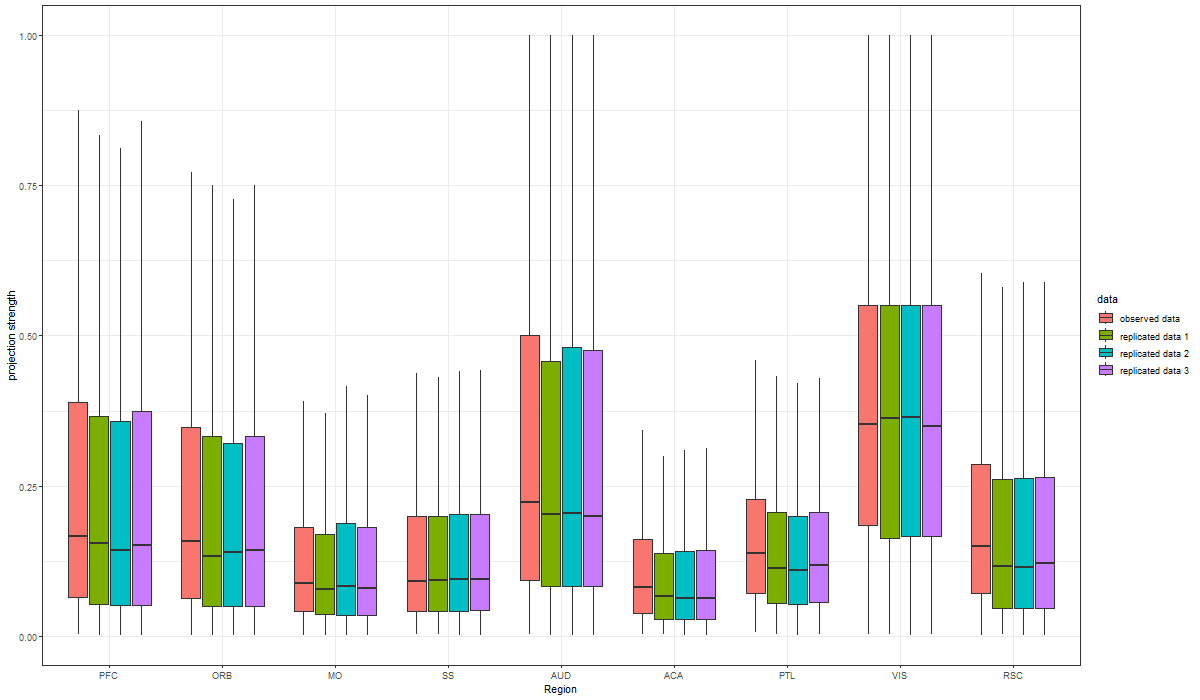 1.00
0.75
0.50
0.25
0.00
projection strength
PFC ORB MO SS AUD ACA PTL VIS RSC
Region
data
observed data
replicated data 1
replicated data 2
replicated data 3